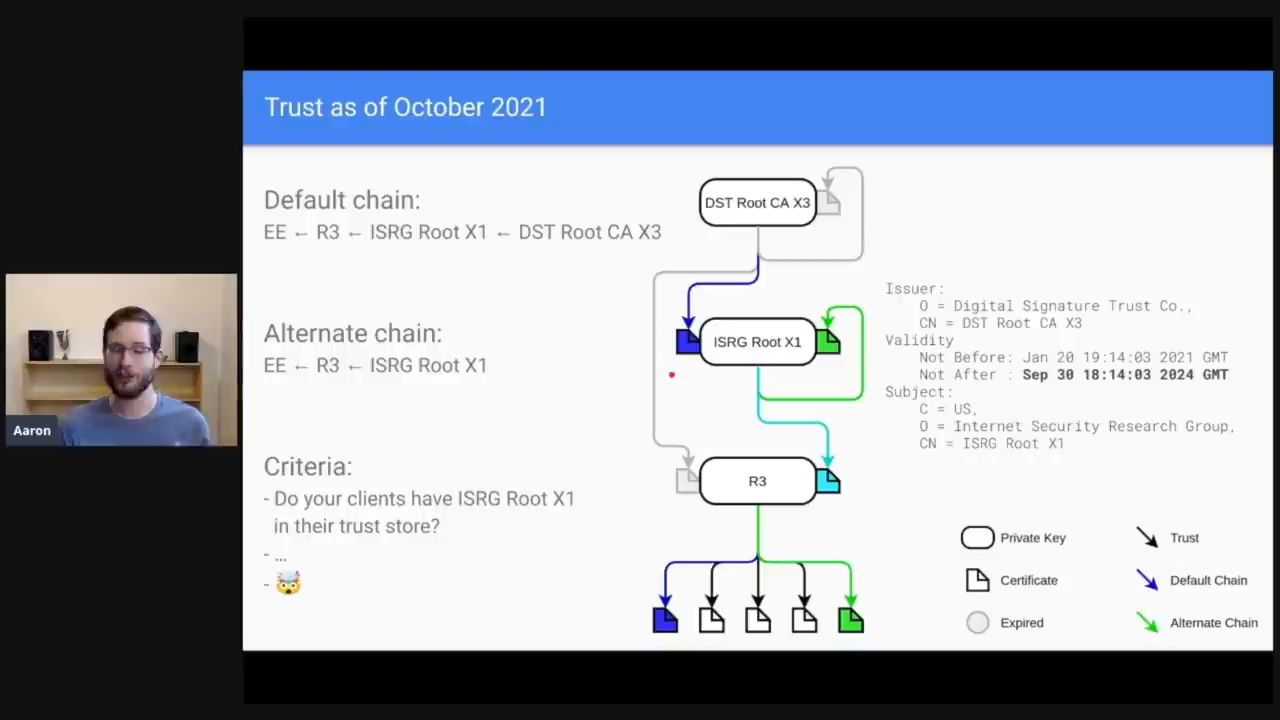 Trust as of October 2021
Default chain:
EE ← R3 ← ISRG Root X1 ← DST Root CA X3
Alternate chain:
EE ← R3 ← ISRG Root X1
Criteria:
- Do your clients have ISRG Root X1
in their trust store?
- ...
- 🤯
DST Root CA X3
ISRG Root X1
R3
Issuer:
O = Digital Signature Trust Co.,
CN = DST Root CA X3
Validity
Not Before: Jan 20 19:14:03 2021 GMT
Not After : Sep 30 18:14:03 2024 GMT
Subject:
C = US,
O = Internet Security Research Group,
CN = ISRG Root X1
Private Key
Trust
Certificate
Default Chain
Expired
Alternate Chain
Aaron